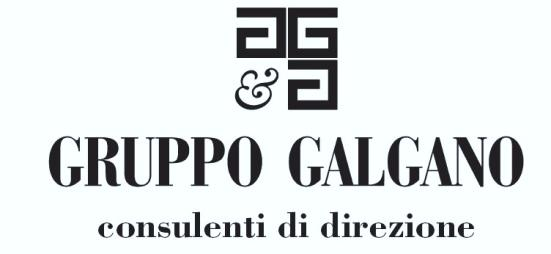 &
GRUPPO GALGANO
consulenti di direzione